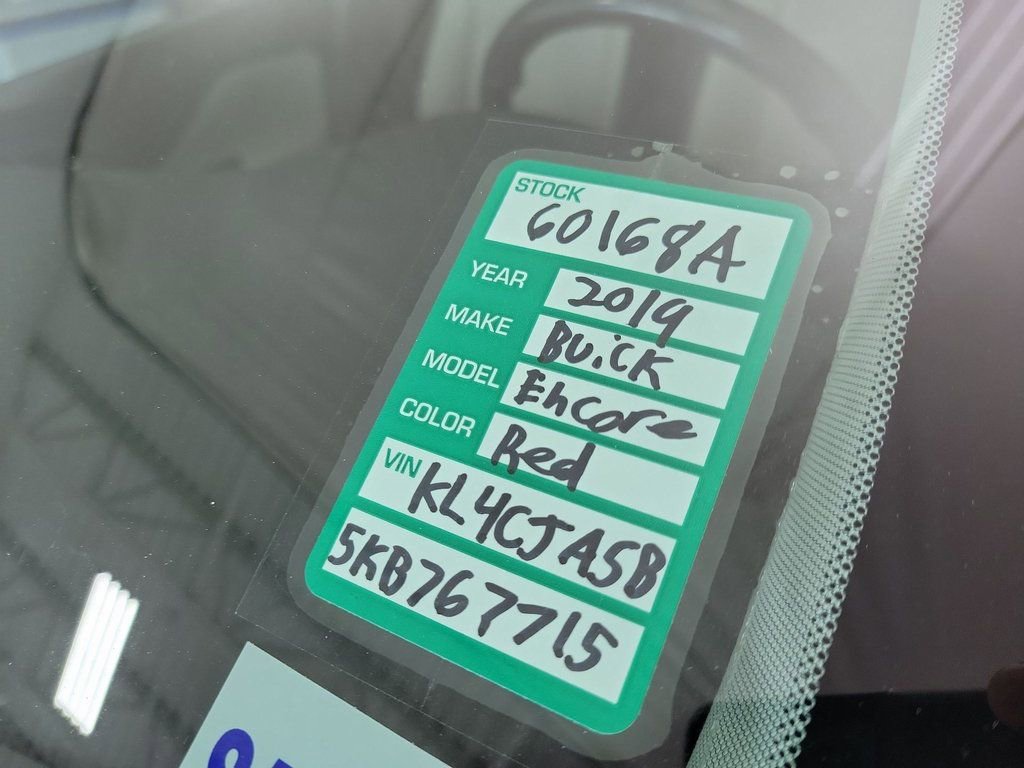 STOCK
60168A
YEAR 2019
MAKE Buick
MODEL Encore
COLOR Red
VIN KL4CJASB
5KB767715